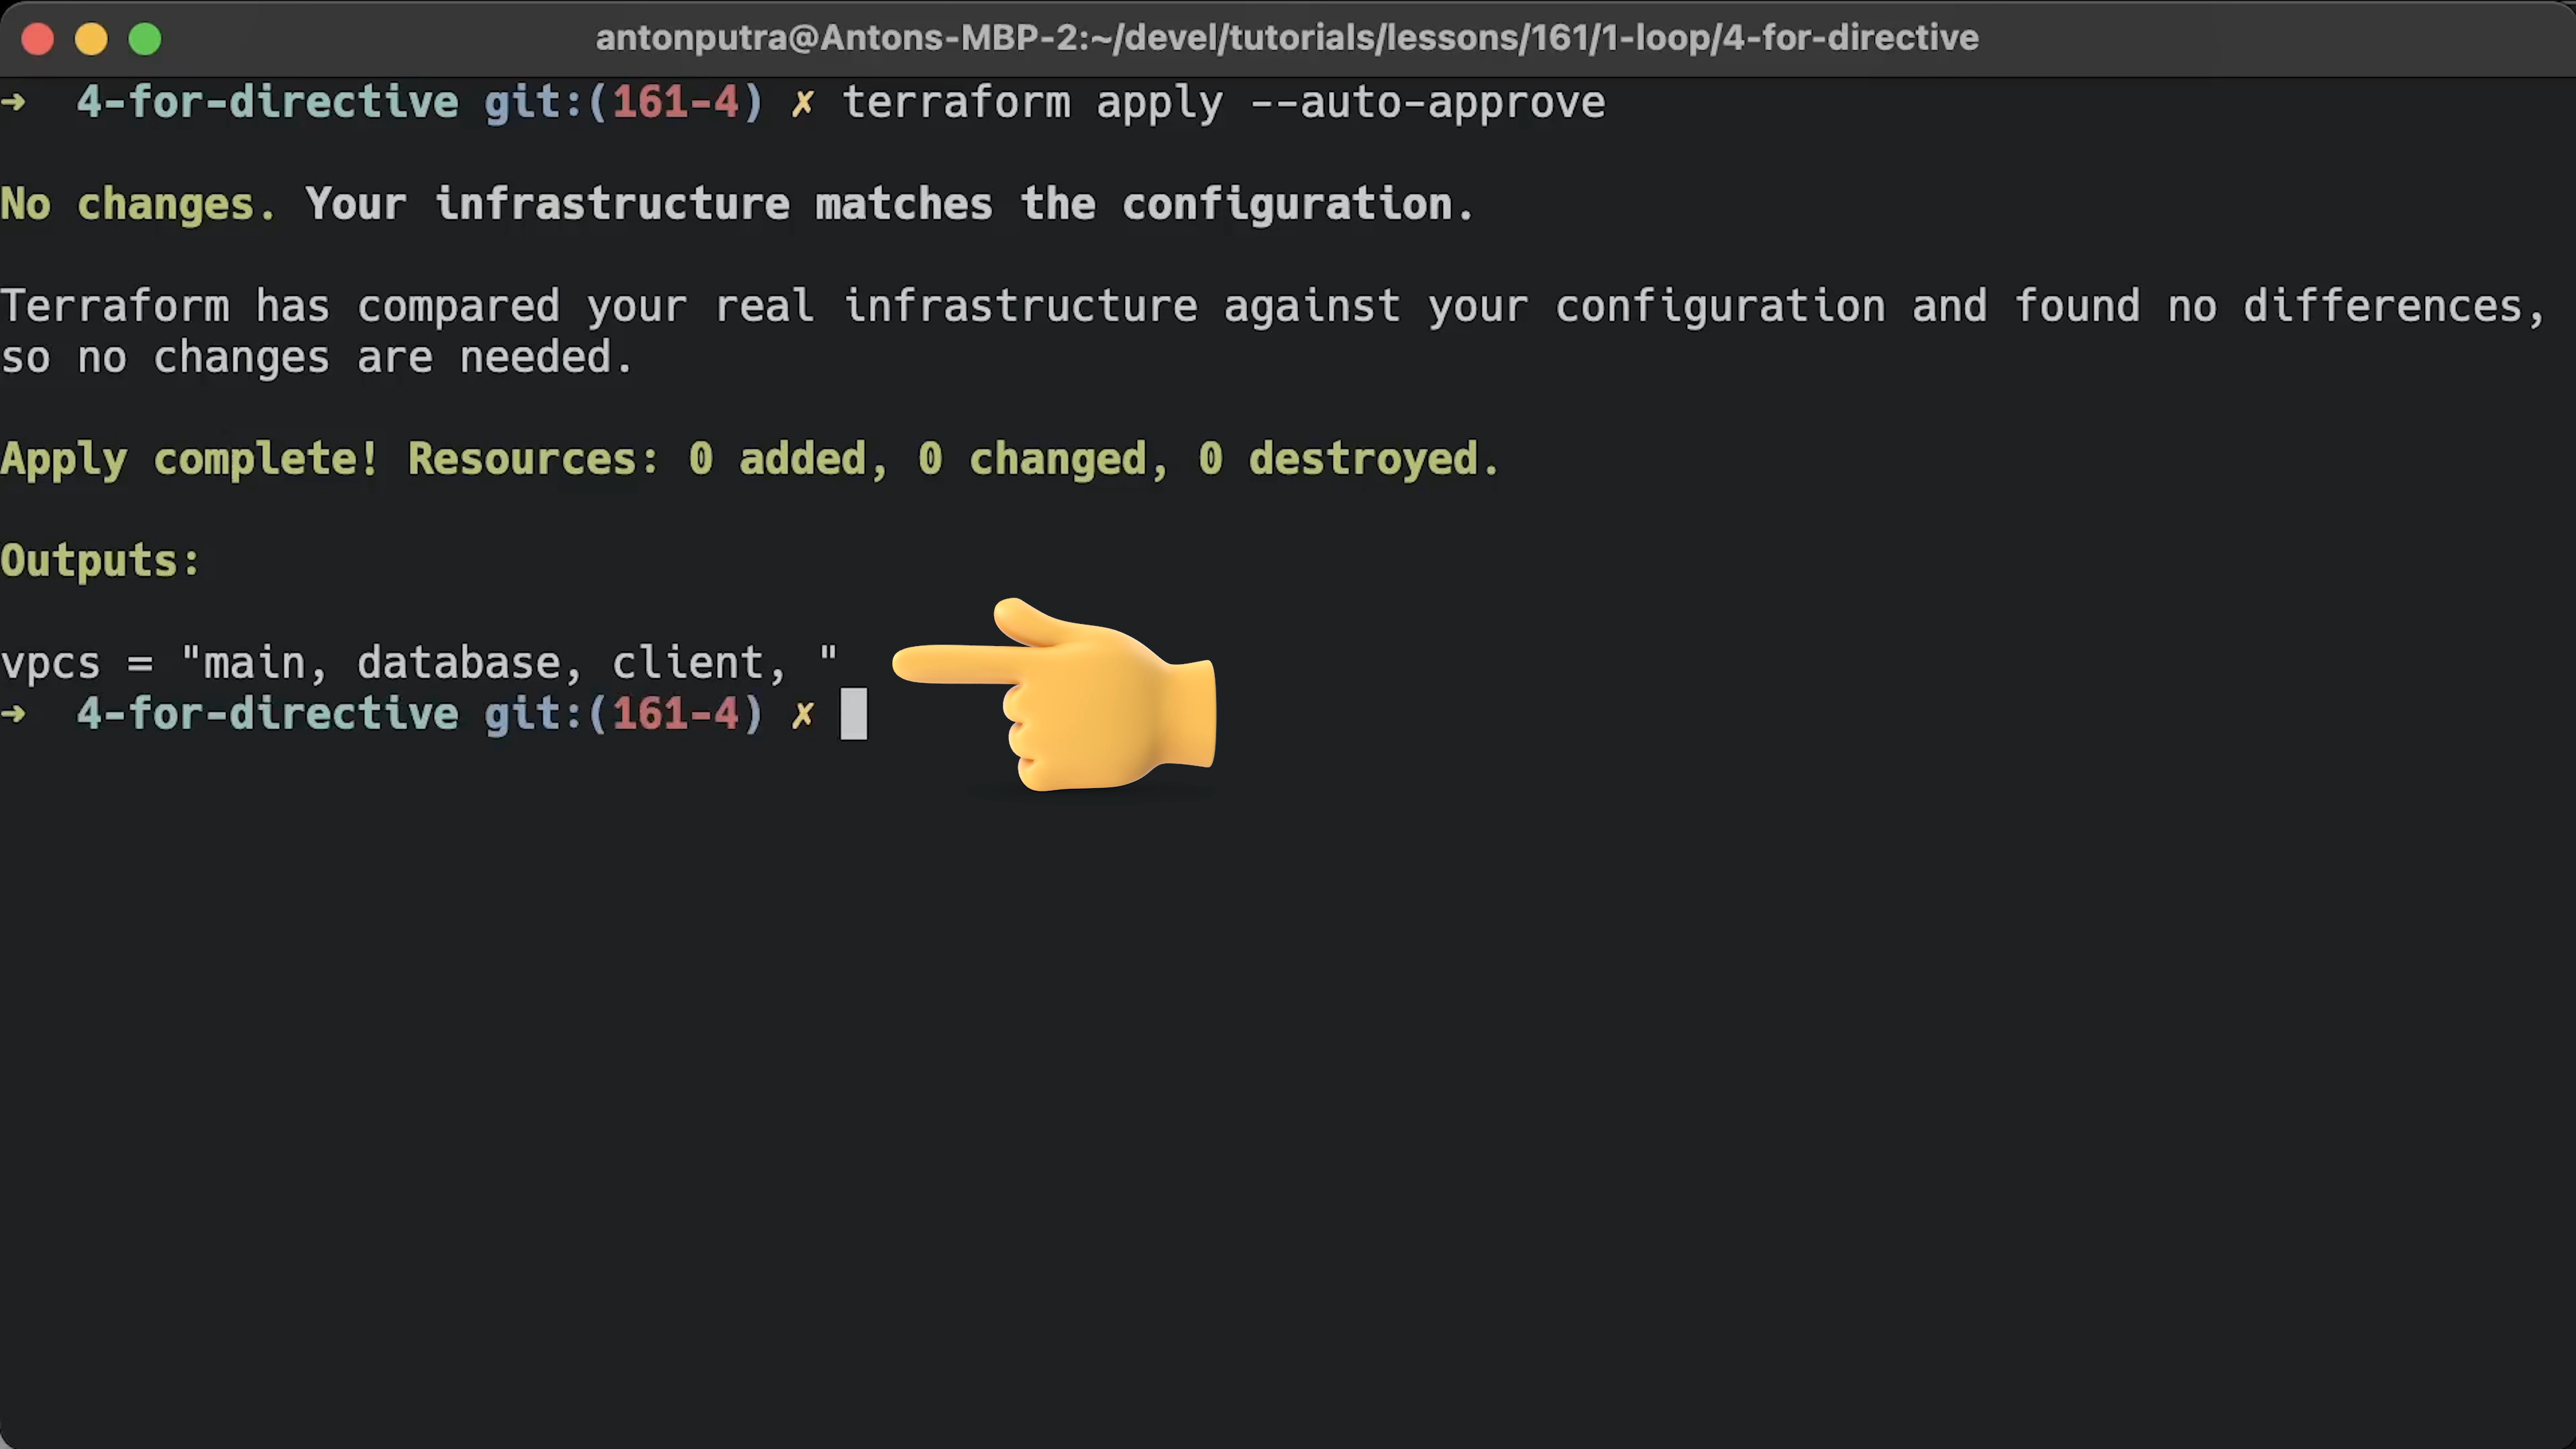 antonputra@Antons-MBP-2:~/devel/tutorials/lessons/161/1-loop/4-for-directive
➜  4-for-directive git:(161-4) ✗ terraform apply --auto-approve
No changes. Your infrastructure matches the configuration.
Terraform has compared your real infrastructure against your configuration and found no differences,
so no changes are needed.
Apply complete! Resources: 0 added, 0 changed, 0 destroyed.
Outputs:
vpcs = "main, database, client, "
➜  4-for-directive git:(161-4) ✗